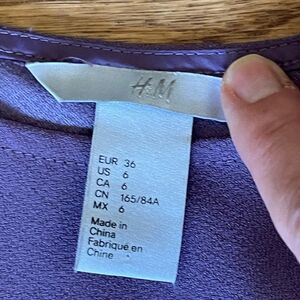 H&M
EUR 36
US 6
CA 6
CN 165/84A
MX 6
Made in
China
Fabriqué en
Chine